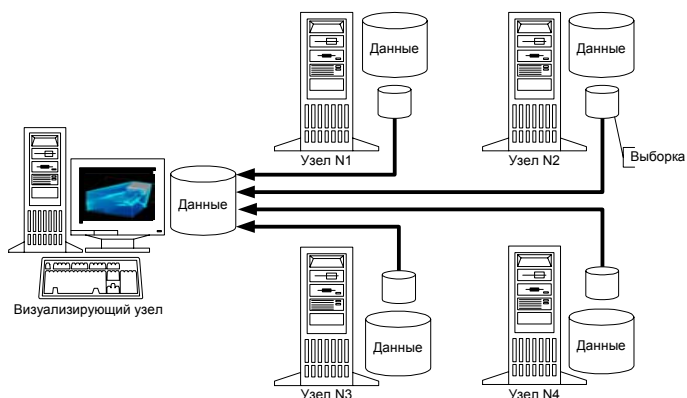 Данные
Данные
Узел N1
Узел N2
Выборка
Данные
Визуализирующий узел
Данные
Данные
Узел N3
Узел N4